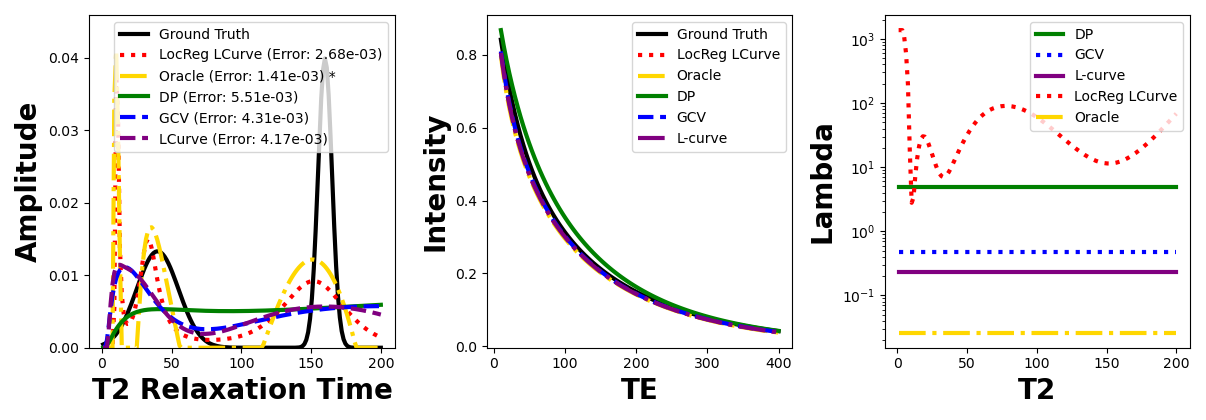 Amplitude
0.00
0.01
0.02
0.03
0.04
0
50
100
150
200
T2 Relaxation Time
Ground Truth
LocReg LCurve (Error: 2.68e-03)
Oracle (Error: 1.41e-03) *
DP (Error: 5.51e-03)
GCV (Error: 4.31e-03)
LCurve (Error: 4.17e-03)
Intensity
0.0
0.2
0.4
0.6
0.8
0
100
200
300
400
TE
Ground Truth
LocReg LCurve
Oracle
DP
GCV
L-curve
Lambda
10³
10²
10¹
10⁰
10⁻¹
0
50
100
150
200
T2
DP
GCV
L-curve
LocReg LCurve
Oracle